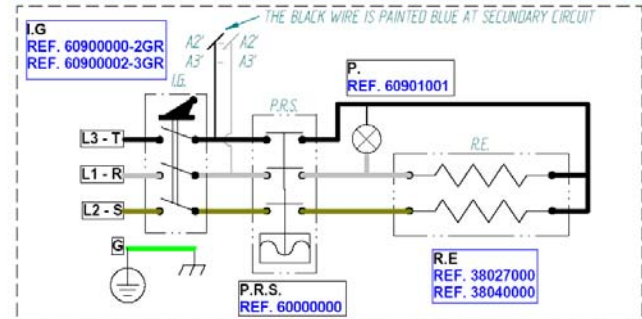 THE BLACK WIRE IS PAINTED BLUE AT SECUNDARY CIRCUIT
I.G
REF. 60900000-2GR
REF. 60900002-3GR
A2' A2'
A3' A3'
I.G.
P.
REF. 60901001
P.R.S.
L3 - T
R.E.
L1 - R
L2 - S
G
P.R.S.
REF. 60000000
R.E
REF. 38027000
REF. 38040000